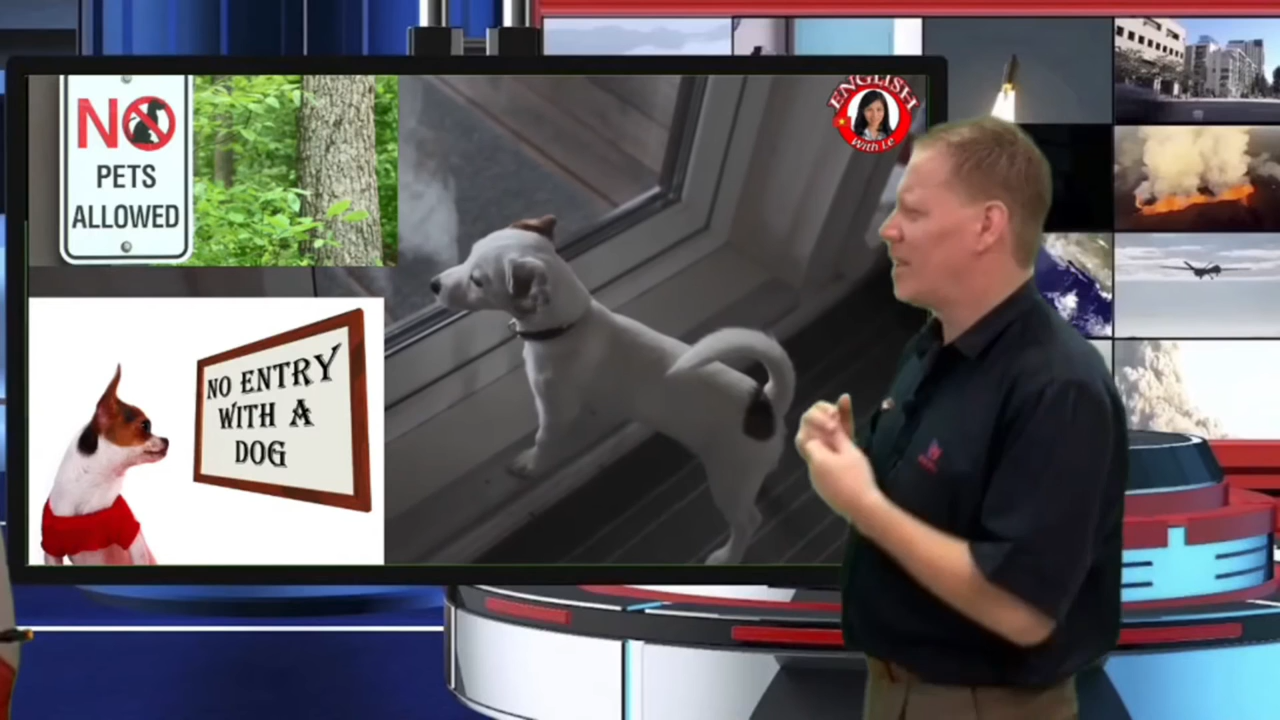 NO
PETS
ALLOWED
ENGLISH
With Le
NO ENTRY
WITH A
DOG